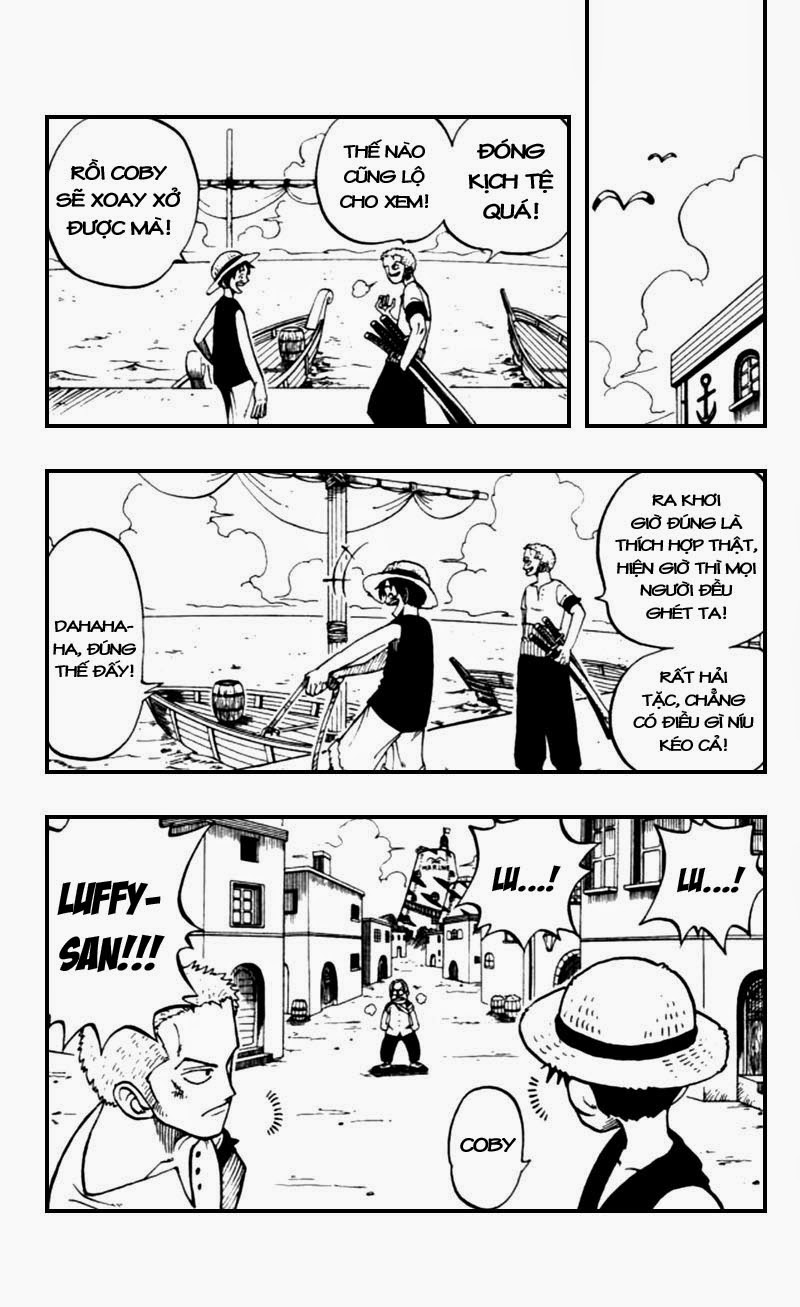 ĐÓNG
KỊCH TỆ
QUÁ!
THẾ NÀO
CŨNG LỘ
CHO XEM!
RỒI COBY
SẼ XOAY XỞ
ĐƯỢC MÀ!
RA KHƠI
GIỜ ĐÚNG LÀ
THÍCH HỢP THẬT,
HIỆN GIỜ THÌ MỌI
NGƯỜI ĐỀU
GHÉT TA!
RẤT HẢI
TẶC, CHẲNG
CÓ ĐIỀU GÌ NÍU
KÉO CẢ!
DAHAHA-
HA, ĐÚNG
THẾ ĐẤY!
LU...!
LU...!
LUFFY-
SAN!!!
MARINE
COBY